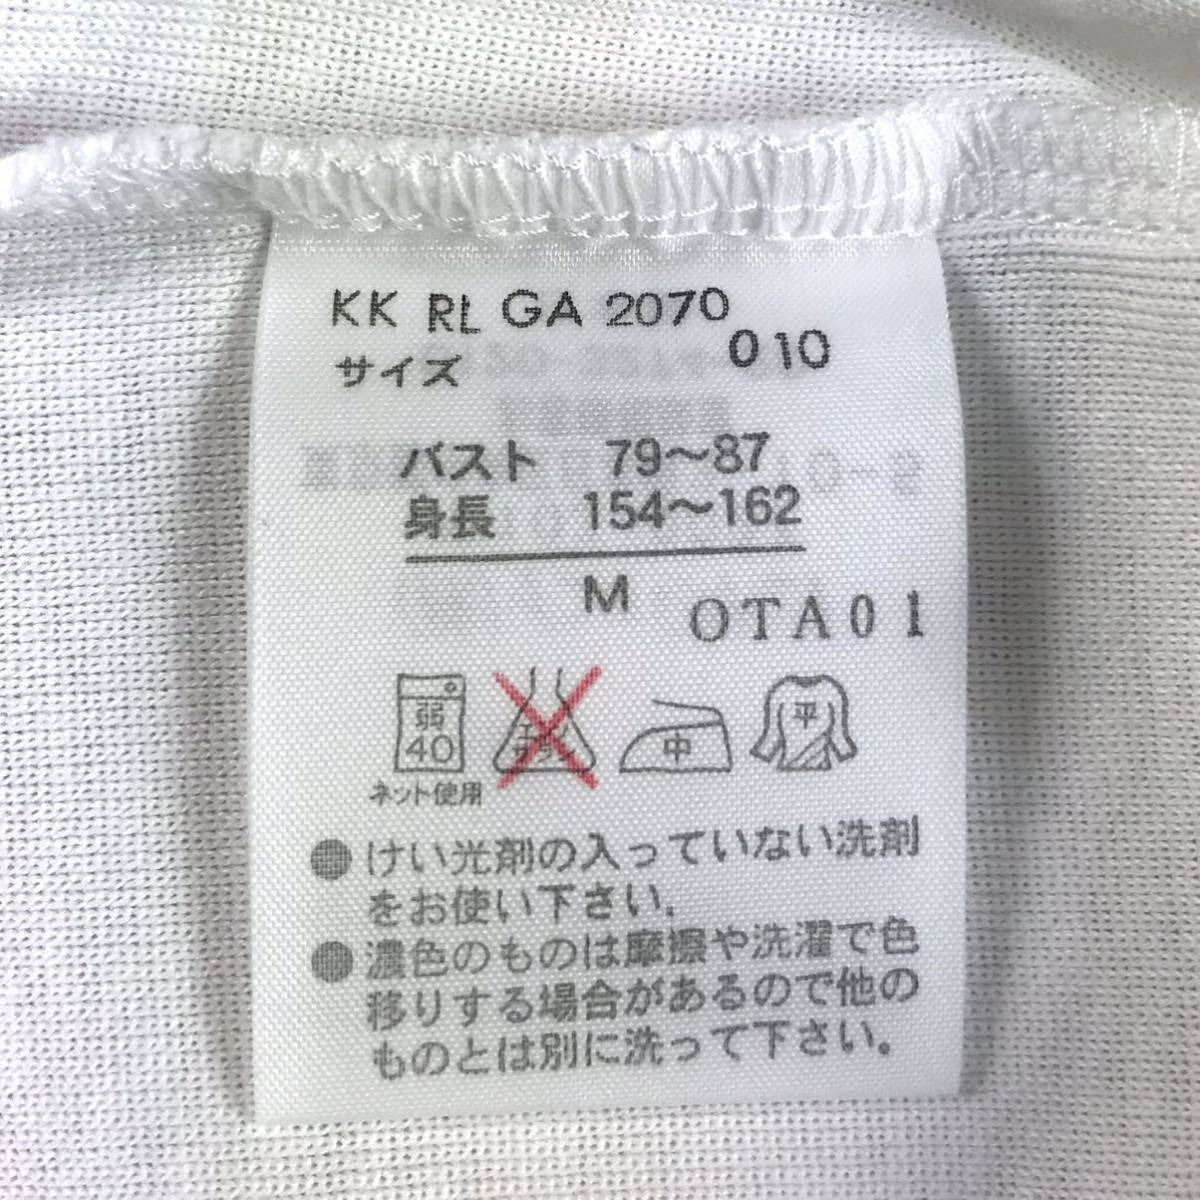 KK RL GA 2070
010
サイズ
バスト 79～87
身長 154～162
M
OTA01
弱
40
中
平
ネット使用
●けい光剤の入っていない洗剤
をお使い下さい.
●濃色のものは摩擦や洗濯で色
移りする場合があるので他の
ものとは別に洗って下さい。